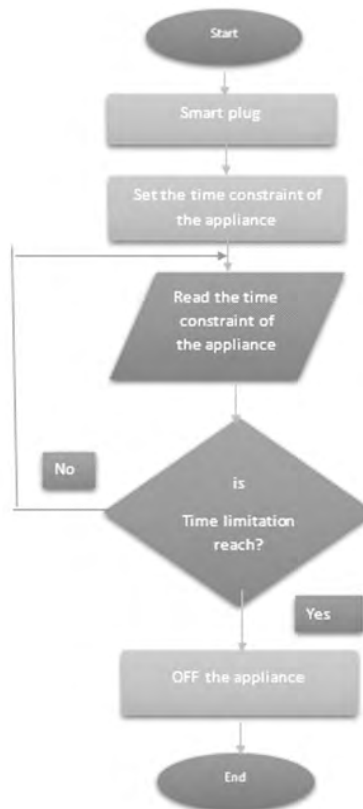 Start
Smart plug
Set the time constraint of
the appliance
Read the time
constraint of
the appliance
No
is
Time limitation
reach?
Yes
OFF the appliance
End